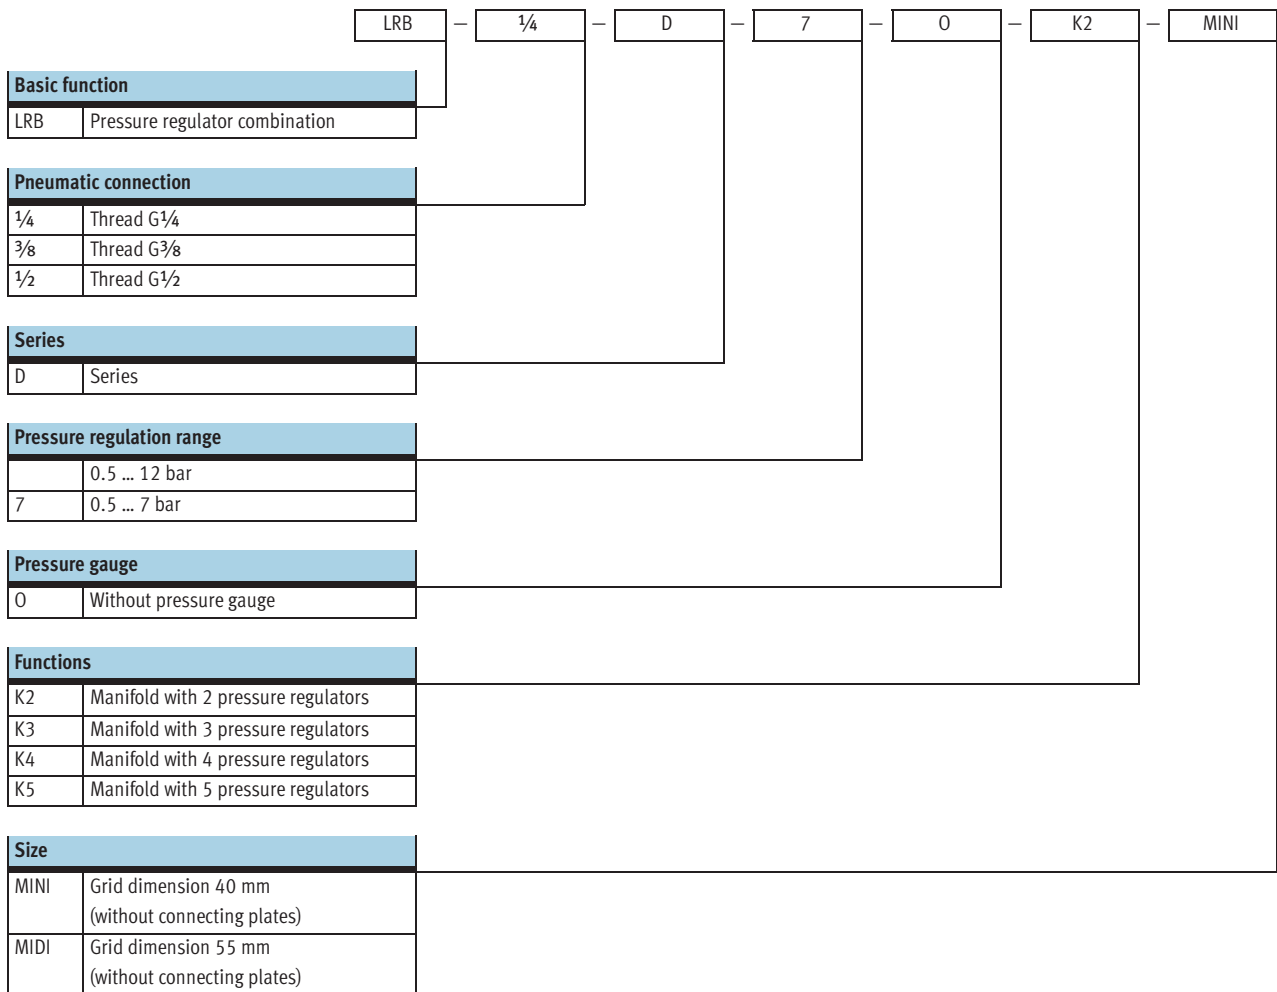 LRB – ¼ – D – 7 – O – K2 – MINI
Basic function
LRB Pressure regulator combination
Pneumatic connection
¼ Thread G¼
⅜ Thread G⅜
½ Thread G½
Series
D Series
Pressure regulation range
0.5 … 12 bar
7 0.5 … 7 bar
Pressure gauge
O Without pressure gauge
Functions
K2 Manifold with 2 pressure regulators
K3 Manifold with 3 pressure regulators
K4 Manifold with 4 pressure regulators
K5 Manifold with 5 pressure regulators
Size
MINI Grid dimension 40 mm
(without connecting plates)
MIDI Grid dimension 55 mm
(without connecting plates)